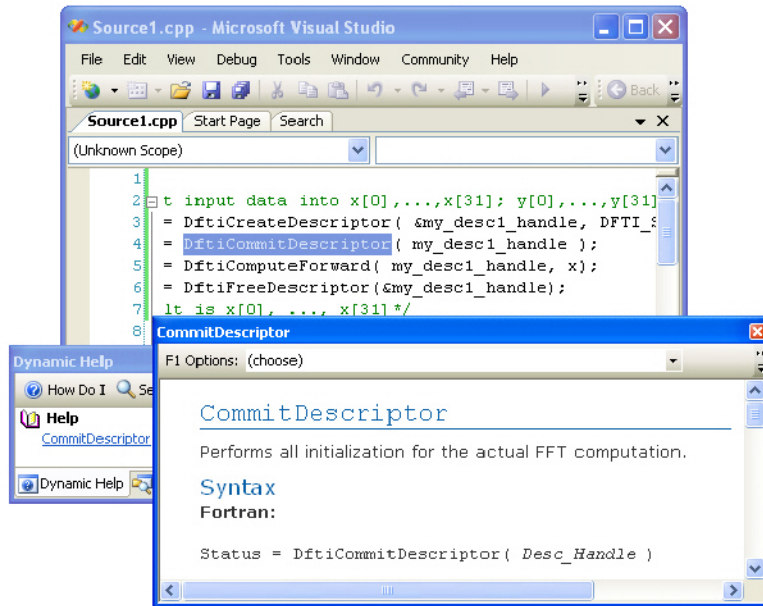 Source1.cpp - Microsoft Visual Studio
File Edit View Debug Tools Window Community Help
Back
Source1.cpp Start Page Search
(Unknown Scope)
1
2 t input data into x[0],...,x[31]; y[0],...,y[31]
3 = DftiCreateDescriptor( &my_desc1_handle, DFTI_S
4 = DftiCommitDescriptor( my_desc1_handle );
5 = DftiComputeForward( my_desc1_handle, x);
6 = DftiFreeDescriptor(&my_desc1_handle);
7 lt is x[0], ..., x[31]*/
8
CommitDescriptor
F1 Options: (choose)
CommitDescriptor
Performs all initialization for the actual FFT computation.
Syntax
Fortran:
Status = DftiCommitDescriptor( Desc_Handle )
Dynamic Help
How Do I Se
Help
CommitDescriptor
Dynamic Help